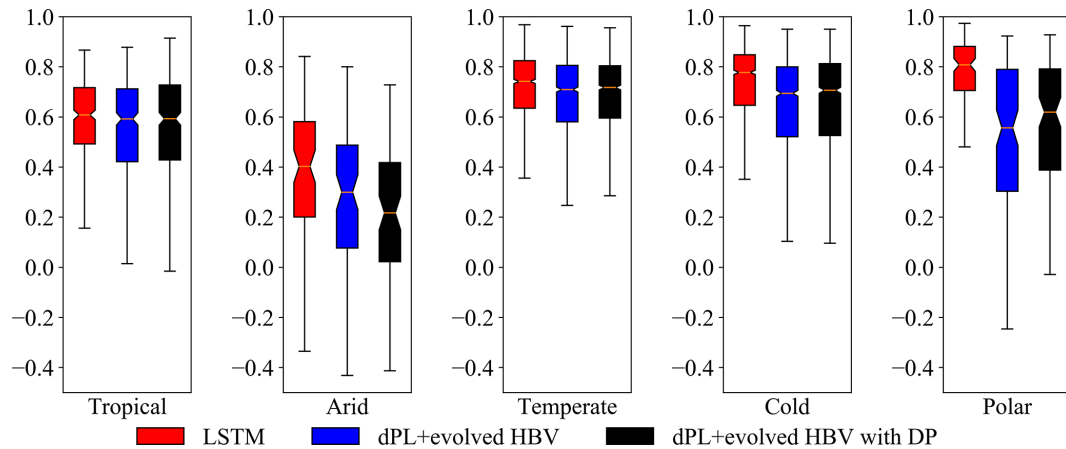 1.0 1.0 1.0 1.0 1.0
0.8 0.8 0.8 0.8 0.8
0.6 0.6 0.6 0.6 0.6
0.4 0.4 0.4 0.4 0.4
0.2 0.2 0.2 0.2 0.2
0.0 0.0 0.0 0.0 0.0
−0.2 −0.2 −0.2 −0.2 −0.2
−0.4 −0.4 −0.4 −0.4 −0.4
Tropical Arid Temperate Cold Polar
LSTM dPL+evolved HBV dPL+evolved HBV with DP